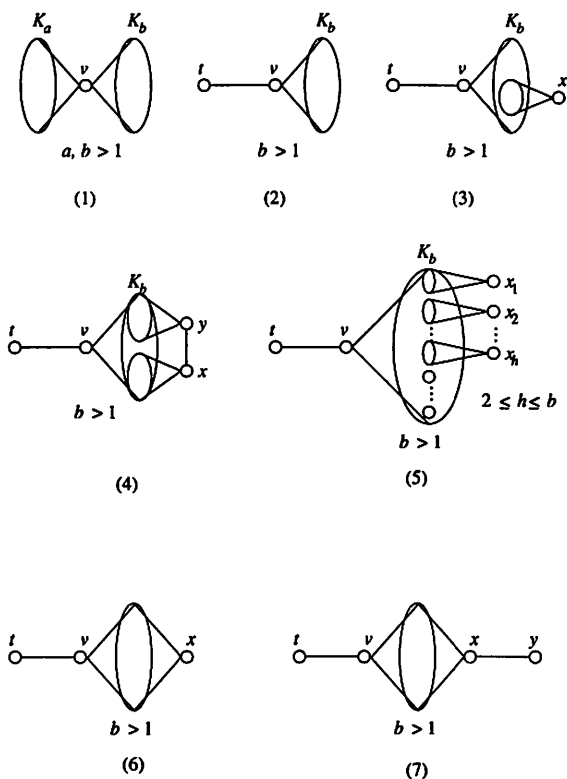 K_a K_b
v
a, b > 1
(1)
K_b
t v
b > 1
(2)
K_b
t v x
b > 1
(3)
K_b
t v y
x
b > 1
(4)
K_b
x_1
x_2
t v x_h
2 ≤ h ≤ b
b > 1
(5)
t v x
b > 1
(6)
t v x y
b > 1
(7)